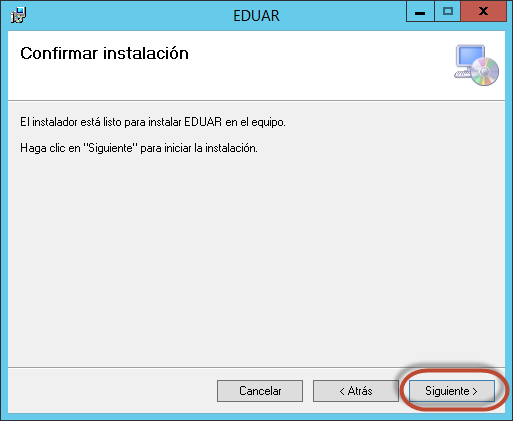 EDUAR
Confirmar instalación
El instalador está listo para instalar EDUAR en el equipo.
Haga clic en "Siguiente" para iniciar la instalación.
Cancelar
< Atrás
Siguiente >